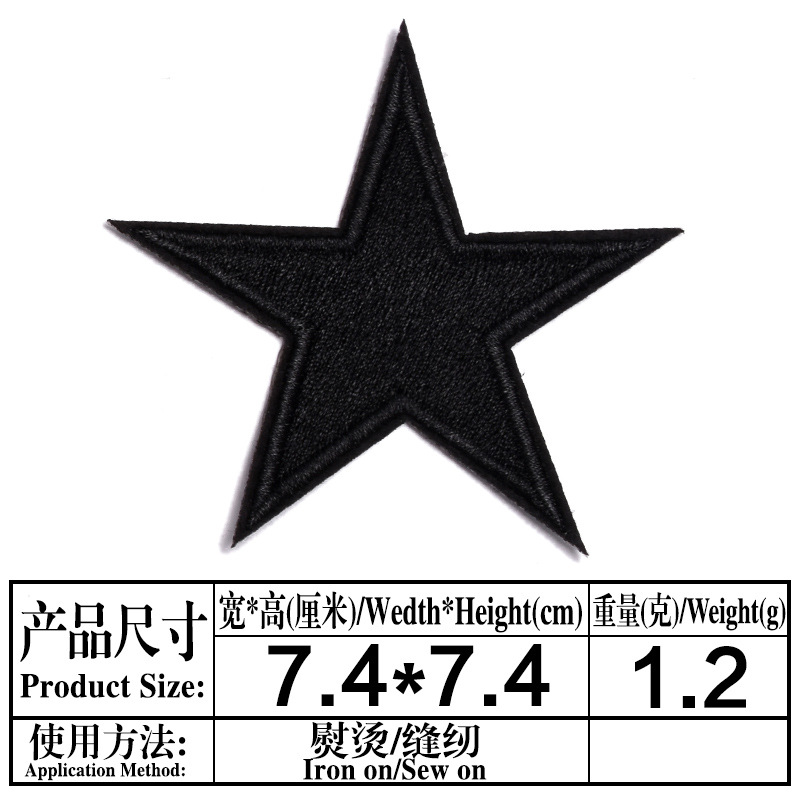 产品尺寸
Product Size:
宽*高(厘米)/Wedth*Height(cm)
重量(克)/Weight(g)
7.4*7.4
1.2
使用方法:
Application Method:
熨烫/缝纫
Iron on/Sew on